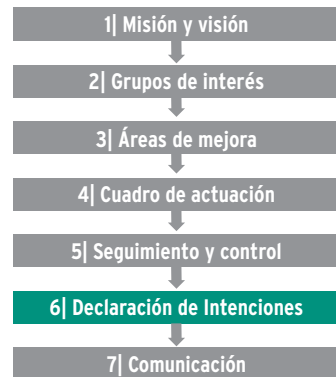 1| Misión y visión
2| Grupos de interés
3| Áreas de mejora
4| Cuadro de actuación
5| Seguimiento y control
6| Declaración de Intenciones
7| Comunicación